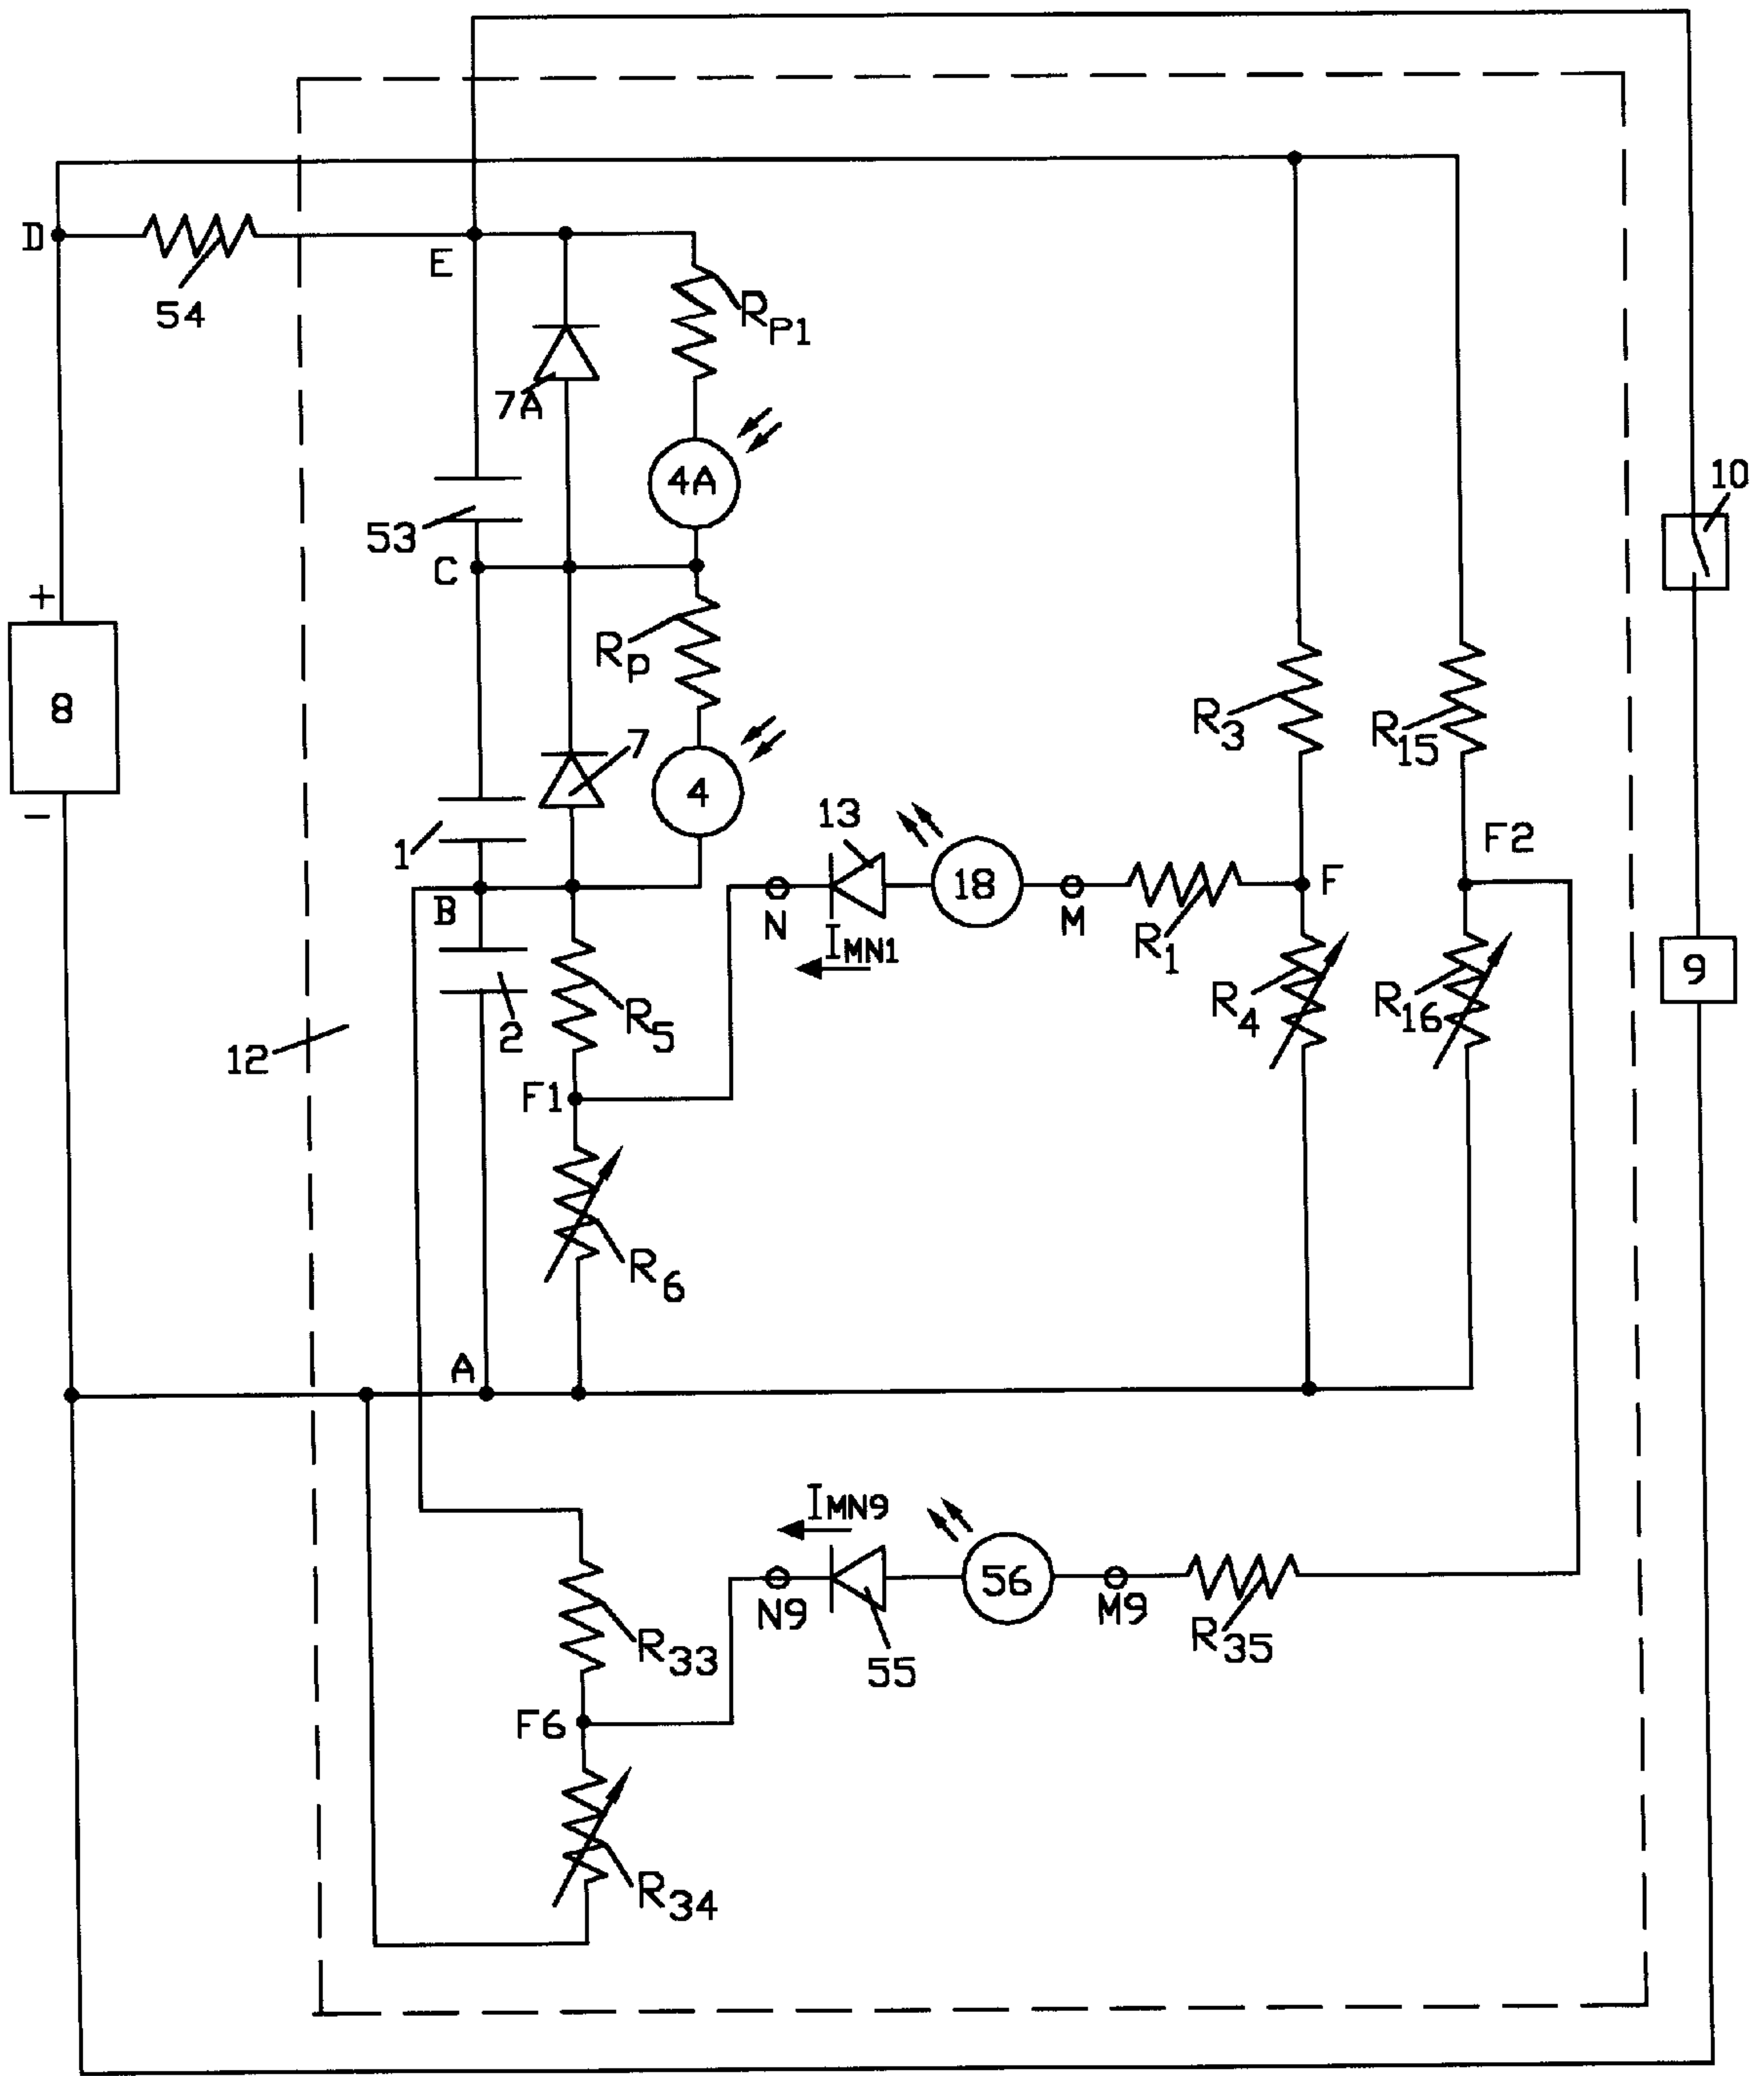 D
54
E
R P1
7A
4A
10
53
C
+
R P
8
R 3
R 15
7
4
13
F2
−
1
18
F
B
N
M
I MN1
R 1
9
R 4
R 16
R 5
2
12
F1
R 6
A
I MN9
56
N9
M9
R 33
R 35
55
F6
R 34